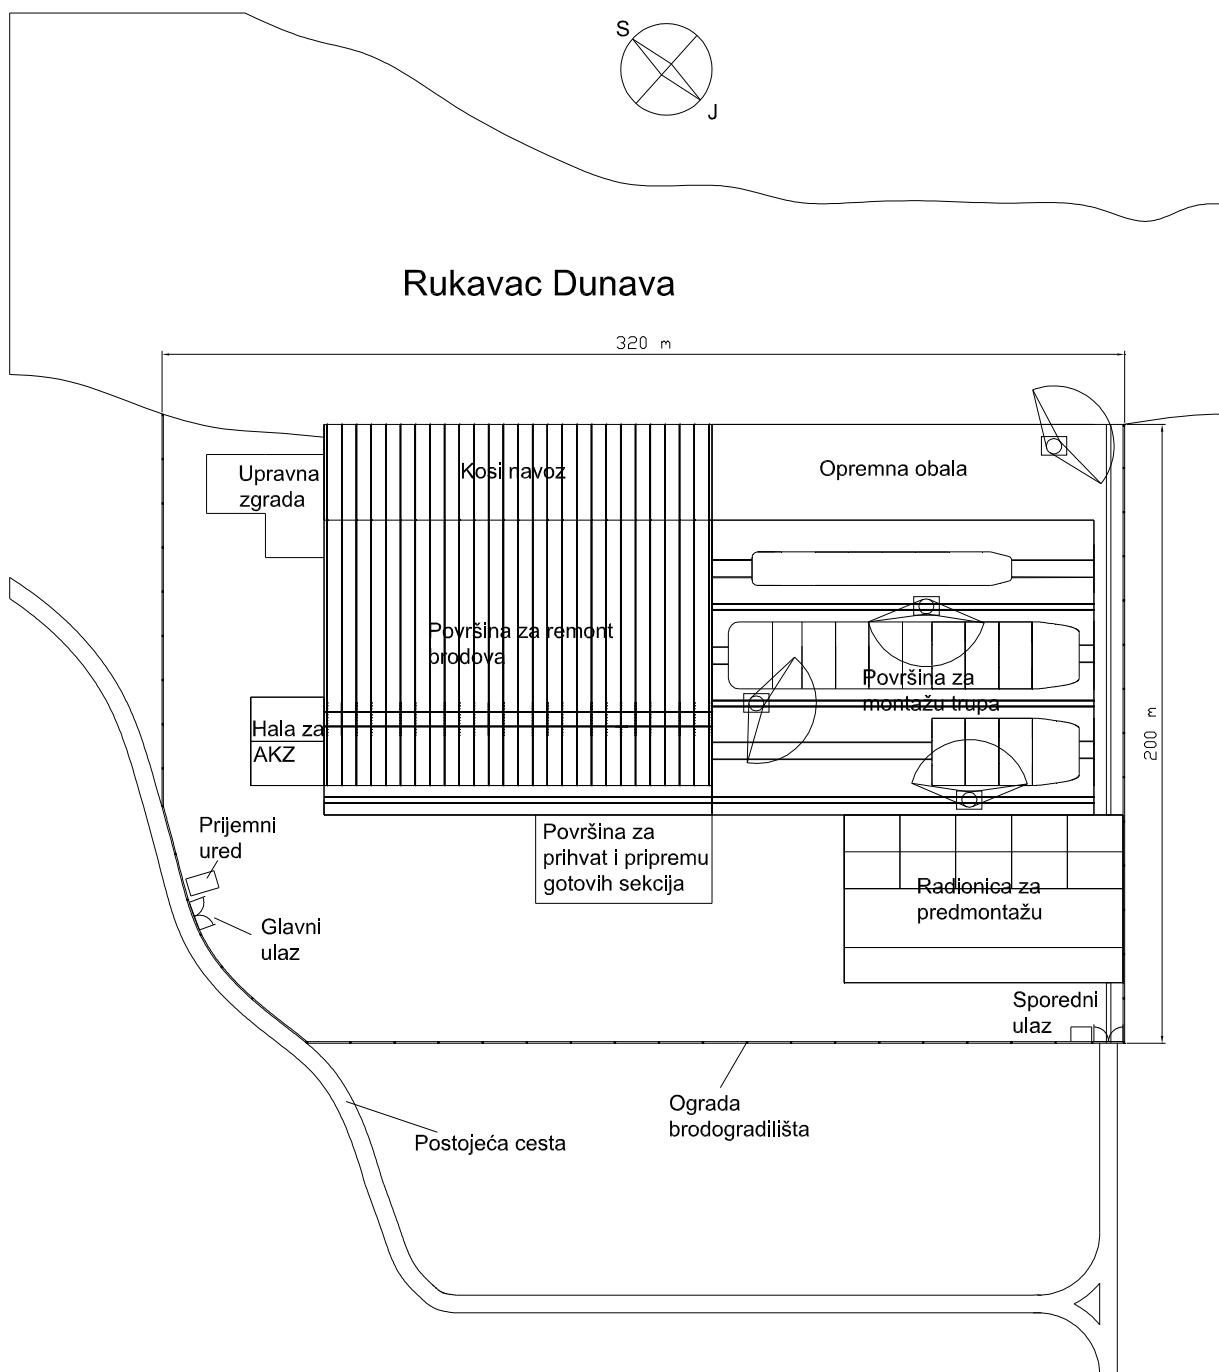 S
J
Rukavac Dunava
320 m
Upravna
zgrada
Kosi navoz
Opremna obala
Površina za remont
brodova
Površina za
montažu trupa
Hala za
AKZ
200 m
Prijemni
ured
Površina za
prihvat i pripremu
gotovih sekcija
Radionica za
predmontažu
Glavni
ulaz
Sporedni
ulaz
Ograda
brodogradilišta
Postojeća cesta